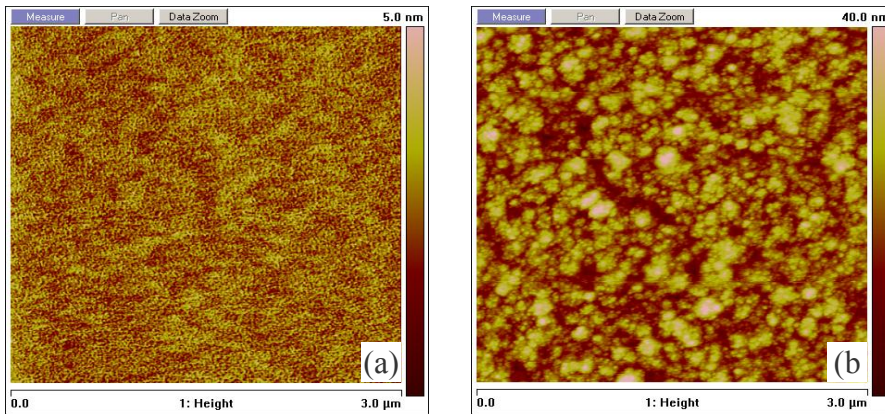 Measure Pan Data Zoom 5.0 nm
(a)
0.0 1: Height 3.0 µm
Measure Pan Data Zoom 40.0 nm
(b)
0.0 1: Height 3.0 µm